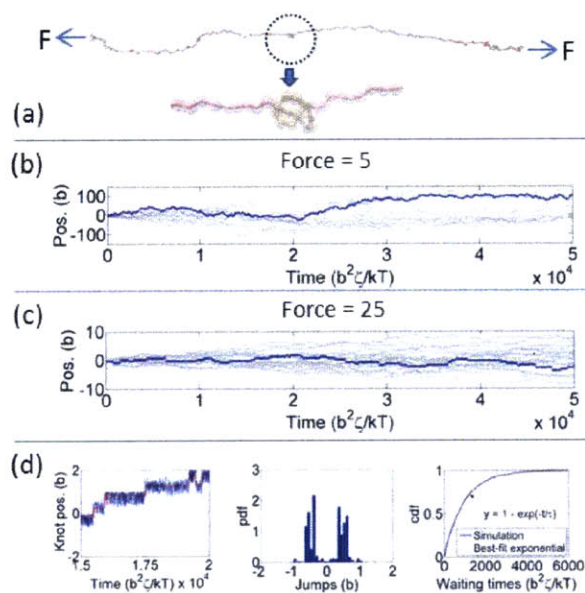 F F
(a)
(b) Force = 5
Pos. (b)
100
0
-100
0 1 2 3 4 5
Time (b²ζ/kT) x 10⁴
(c) Force = 25
Pos. (b)
10
0
-10
0 1 2 3 4 5
Time (b²ζ/kT) x 10⁴
(d)
Knot pos. (b)
2
0
-2
1.5 1.75 2
Time (b²ζ/kT) x 10⁴
pdf
3
2
1
0
-2 -1 0 1 2
Jumps (b)
cdf
1
0.5
0
y = 1 - exp(-t/τ)
Simulation
Best-fit exponential
0 2000 4000 6000
Waiting times (b²ζ/kT)